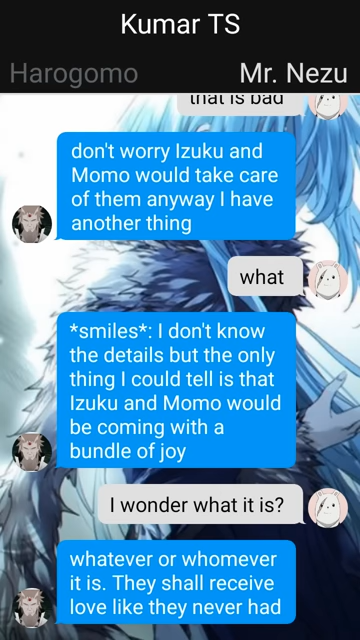 Kumar TS
Harogomo
Mr. Nezu
that is bad
don't worry Izuku and
Momo would take care
of them anyway I have
another thing
what
*smiles*: I don't know
the details but the only
thing I could tell is that
Izuku and Momo would
be coming with a
bundle of joy
I wonder what it is?
whatever or whomever
it is. They shall receive
love like they never had